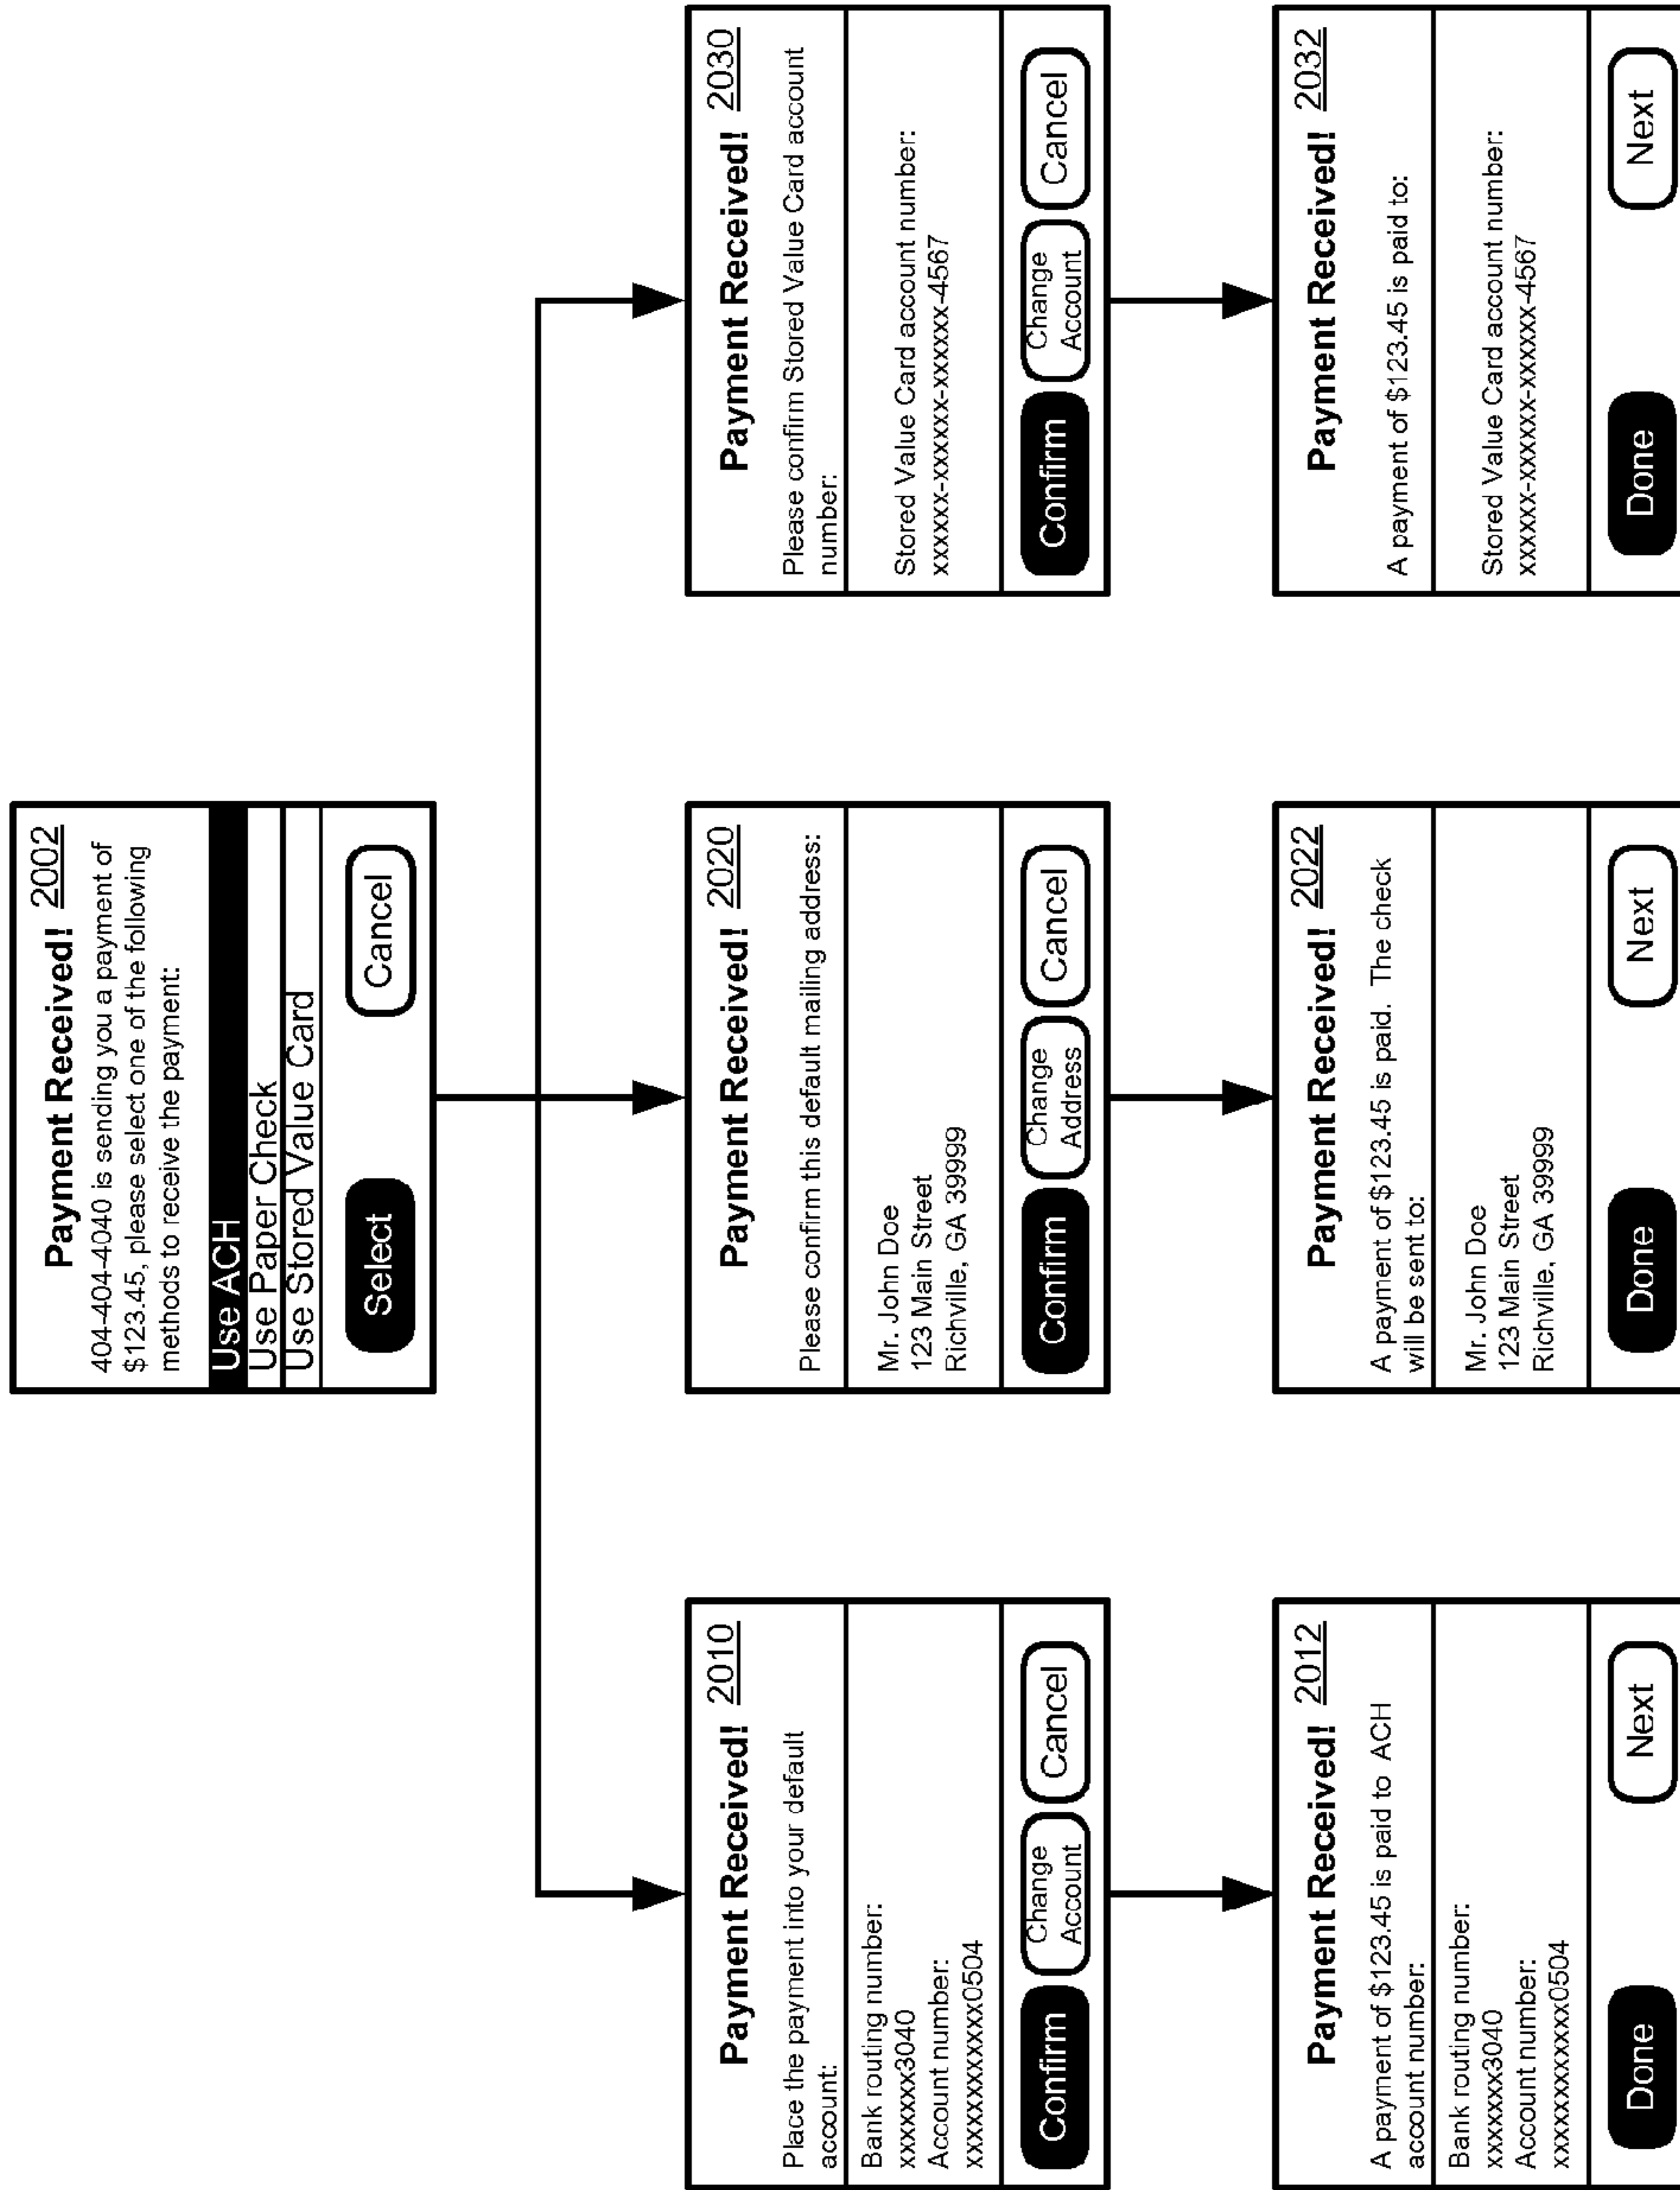 Payment Received! 2002
404-404-4040 is sending you a payment of
$123.45, please select one of the following
methods to receive the payment:
Use ACH
Use Paper Check
Use Stored Value Card
Select
Cancel
Payment Received! 2010
Place the payment into your default
account:
Bank routing number:
xxxxxxx3040
Account number:
xxxxxxxxxxx0504
Confirm
Change
Account
Cancel
Payment Received! 2020
Please confirm this default mailing address:
Mr. John Doe
123 Main Street
Richville, GA 39999
Confirm
Change
Address
Cancel
Payment Received! 2030
Please confirm Stored Value Card account
number:
Stored Value Card account number:
xxxxxx-xxxxxx-xxxxxx-4567
Confirm
Change
Account
Cancel
Payment Received! 2012
A payment of $123.45 is paid to ACH
account number:
Bank routing number:
xxxxxxx3040
Account number:
xxxxxxxxxxx0504
Done
Next
Payment Received! 2022
A payment of $123.45 is paid. The check
will be sent to:
Mr. John Doe
123 Main Street
Richville, GA 39999
Done
Next
Payment Received! 2032
A payment of $123.45 is paid to:
Stored Value Card account number:
xxxxxx-xxxxxx-xxxxxx-4567
Done
Next